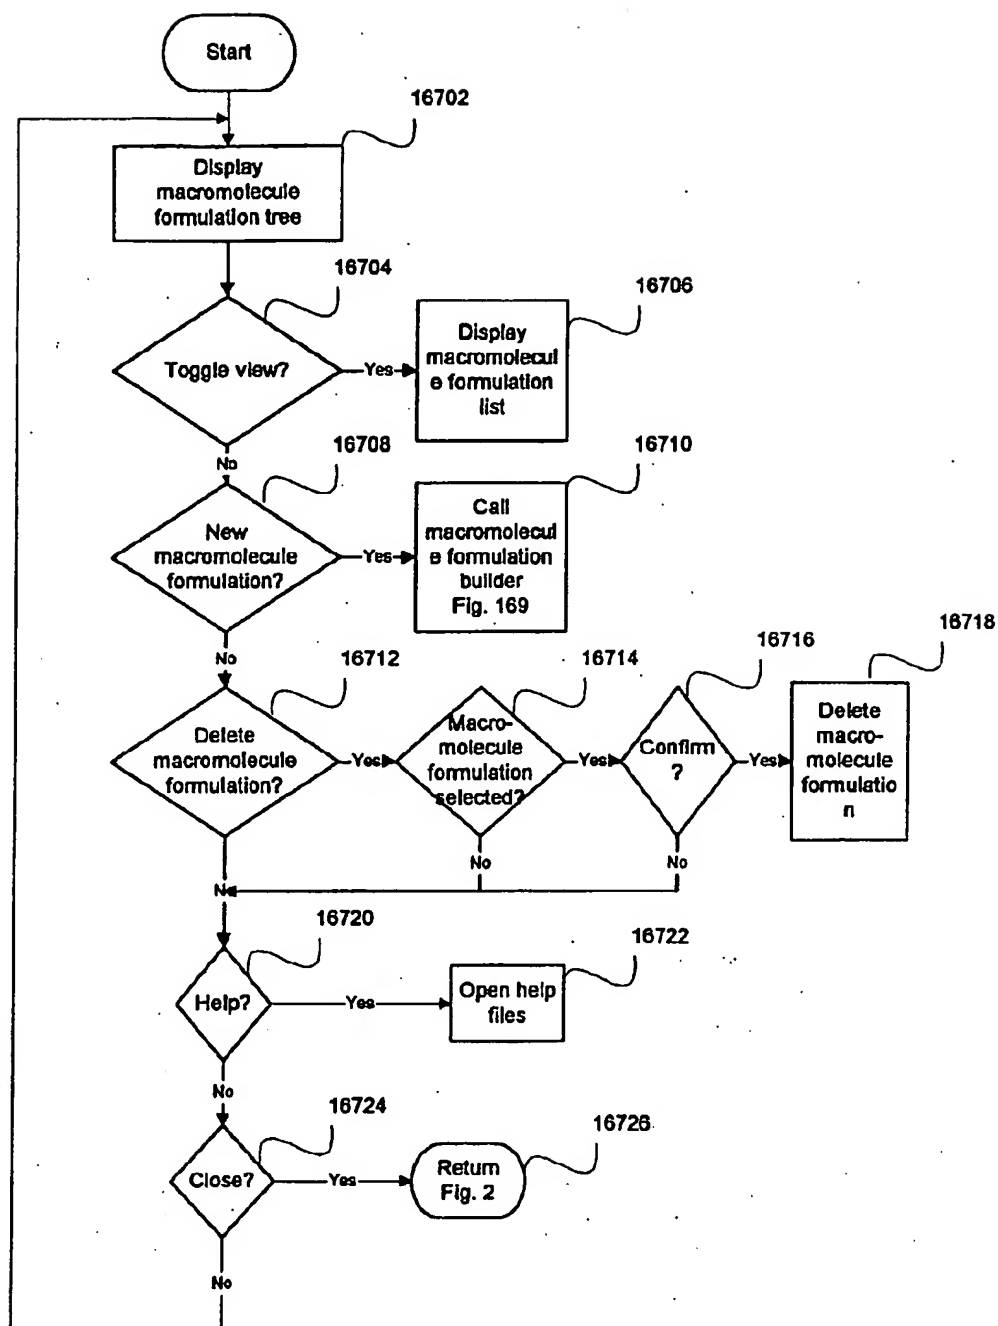 Start
16702
Display
macromolecule
formulation tree
16704
16706
Toggle view?
Yes
Display
macromolecul
e formulation
list
No
16708
16710
New
macromolecule
formulation?
Yes
Call
macromolecul
e formulation
builder
Fig. 169
No
16712
16714
16716
16718
Delete
macromolecule
formulation?
Yes
Macro-
molecule
formulation
selected?
Yes
Confirm
?
Yes
Delete
macro-
molecule
formulatio
n
No
No
N
16720
16722
Help?
Yes
Open help
files
No
16724
16726
Close?
Yes
Return
Fig. 2
No